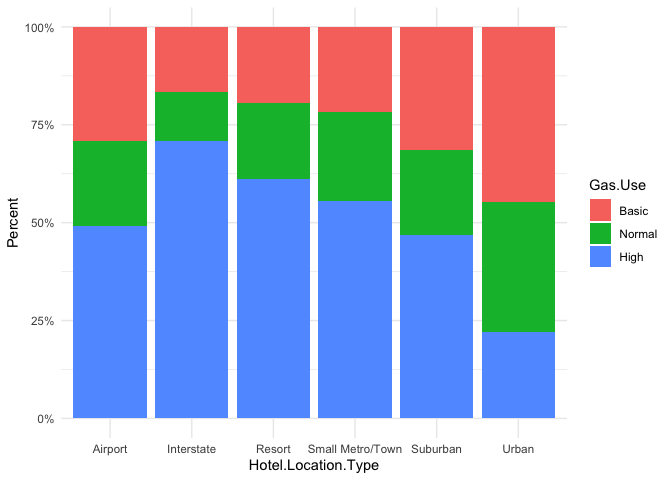 100%
75%
50%
25%
0%
Percent
Airport
Interstate
Resort
Small Metro/Town
Suburban
Urban
Hotel.Location.Type
Gas.Use
Basic
Normal
High